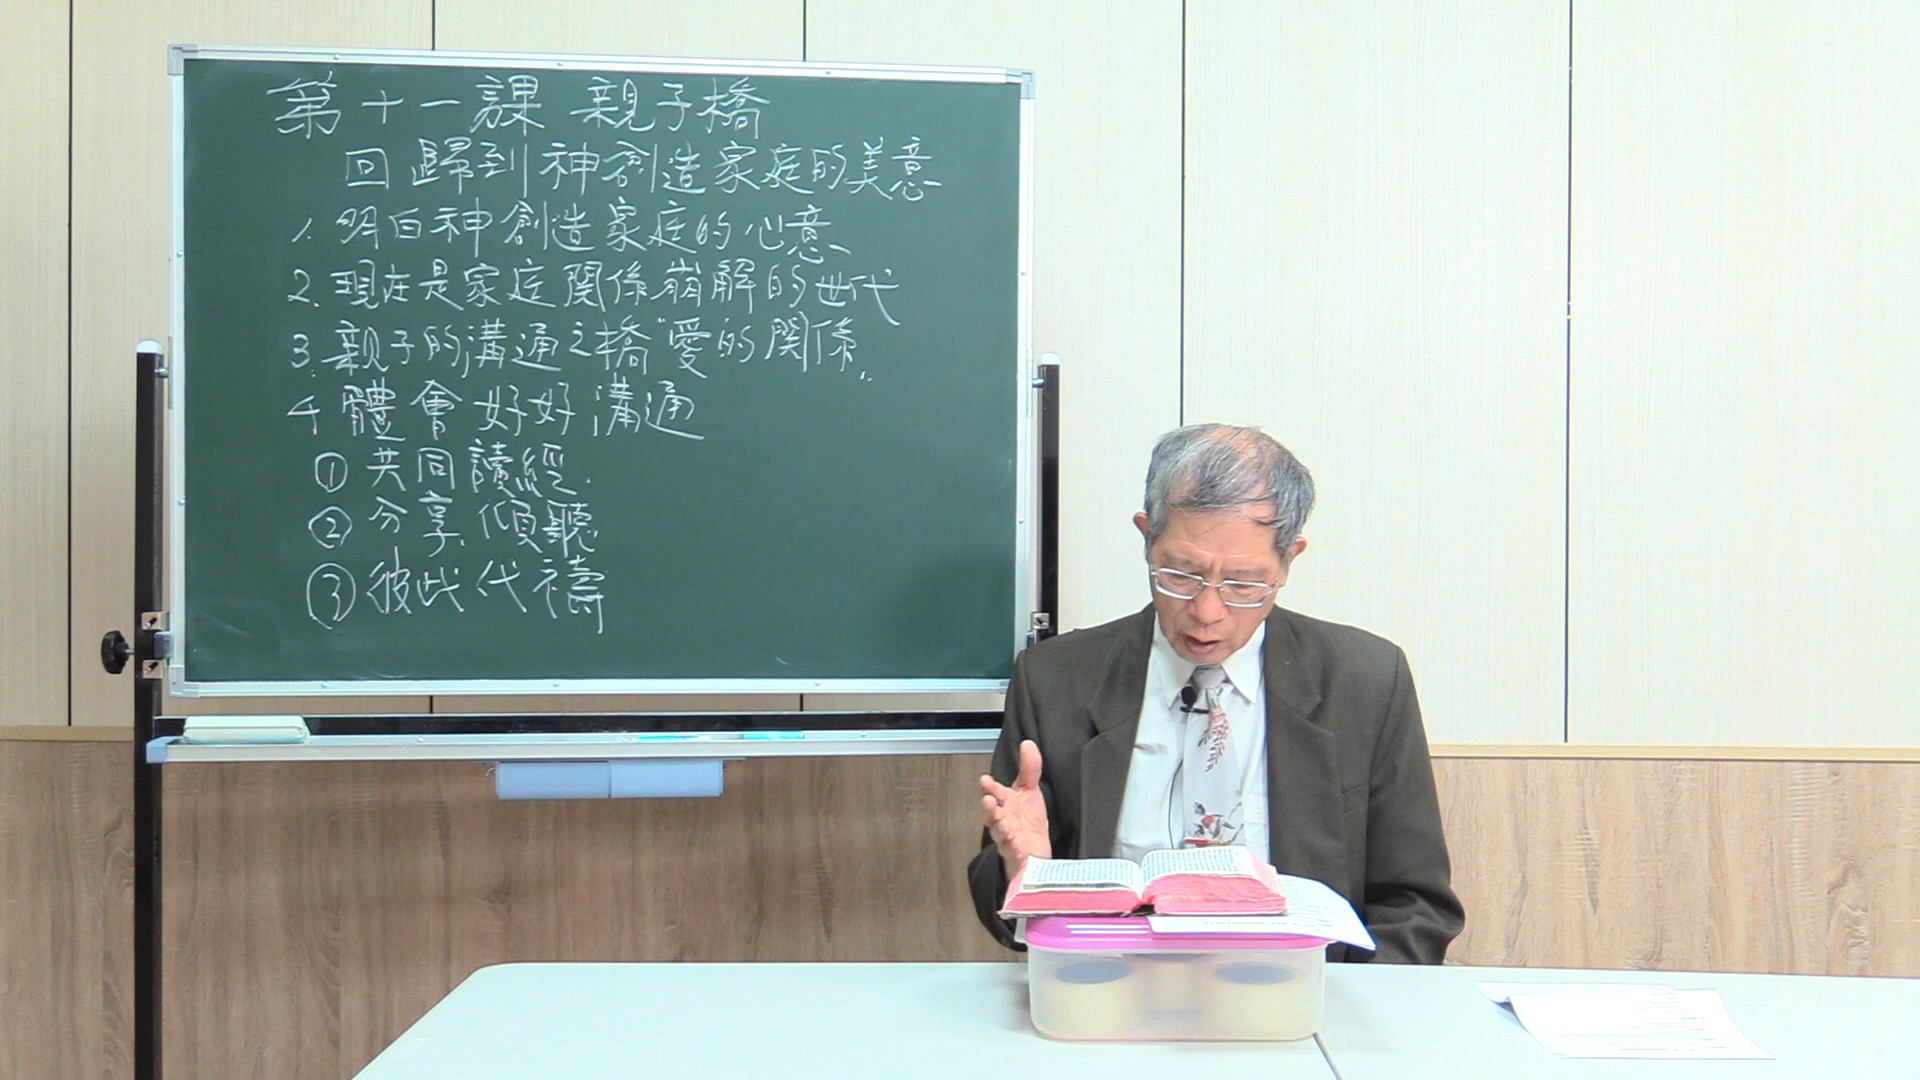 第十一課 親子橋
回歸到神創造家庭的美意
1. 明白神創造家庭的心意
2. 現在是家庭關係崩解的世代
3. 親子的溝通之橋"愛的關係"
4 體會好好溝通
① 共同讀經.
② 分享.傾聽
③ 彼此代禱